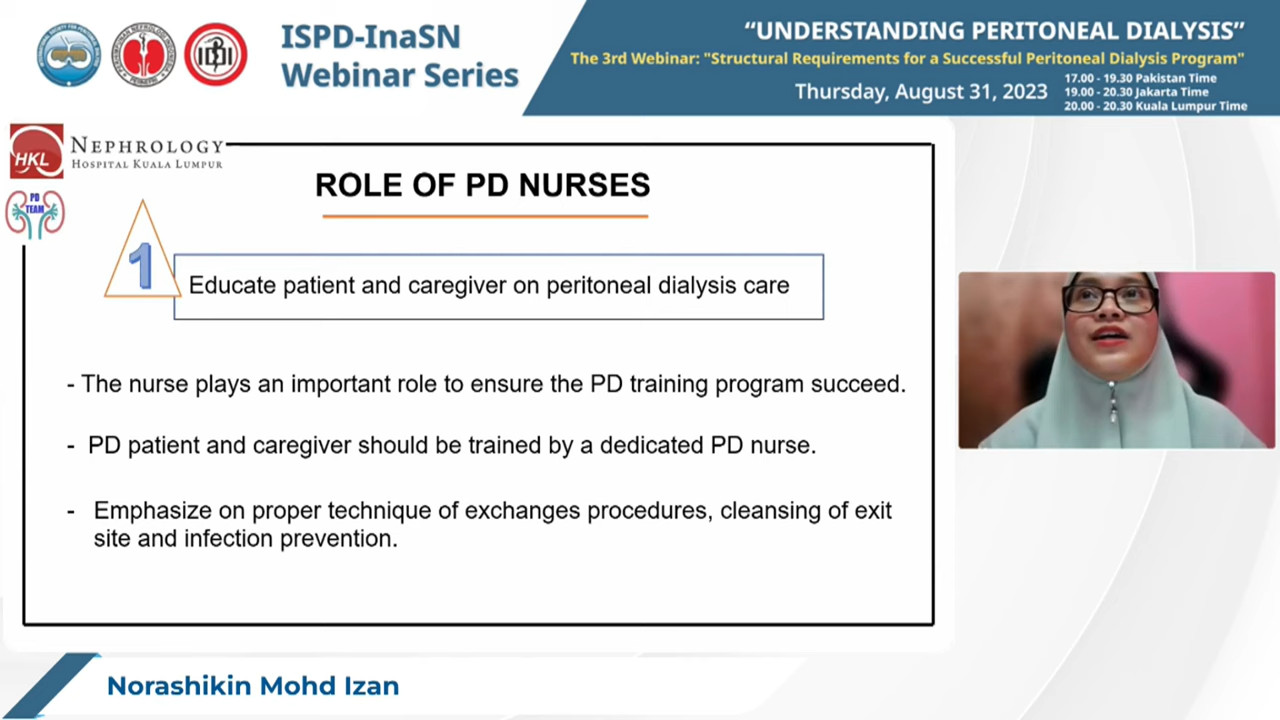 ISPD-InaSN
Webinar Series
“UNDERSTANDING PERITONEAL DIALYSIS”
The 3rd Webinar: "Structural Requirements for a Successful Peritoneal Dialysis Program"
Thursday, August 31, 2023
17.00 - 19.30 Pakistan Time
19.00 - 20.30 Jakarta Time
20.00 - 20.30 Kuala Lumpur Time
HKL
NEPHROLOGY
HOSPITAL KUALA LUMPUR
PD
TEAM
ROLE OF PD NURSES
1
Educate patient and caregiver on peritoneal dialysis care
- The nurse plays an important role to ensure the PD training program succeed.
- PD patient and caregiver should be trained by a dedicated PD nurse.
- Emphasize on proper technique of exchanges procedures, cleansing of exit
site and infection prevention.
Norashikin Mohd Izan